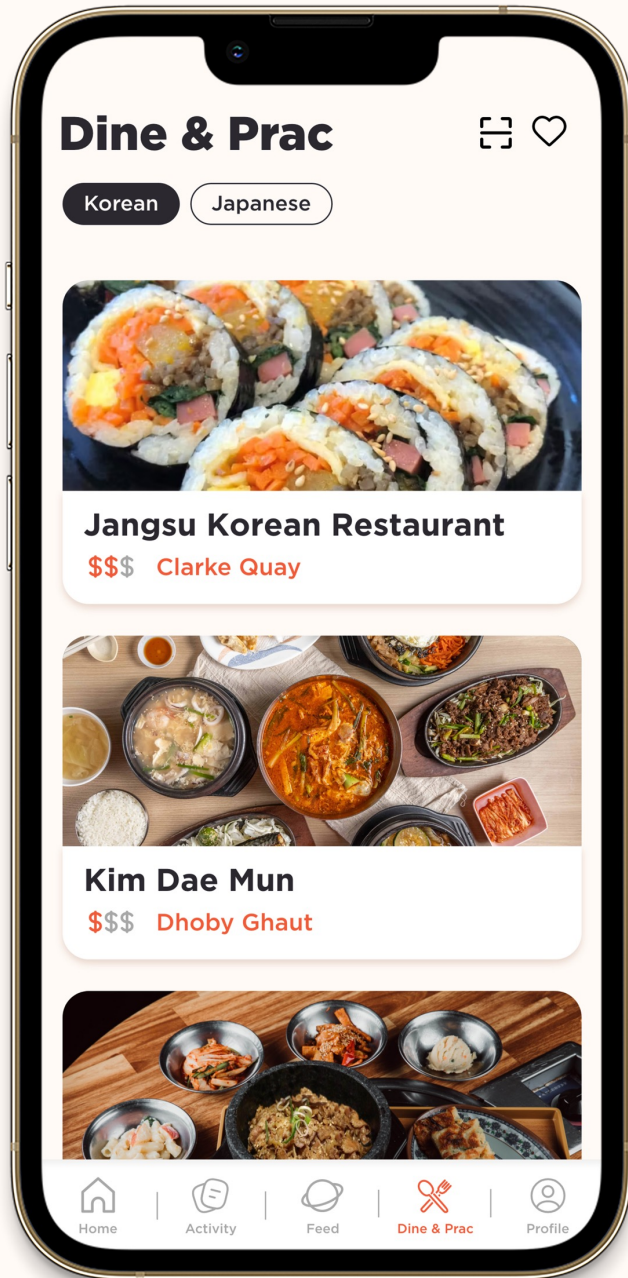 Dine & Prac
Korean
Japanese
Jangsu Korean Restaurant
$$$ Clarke Quay
Kim Dae Mun
$$$ Dhoby Ghaut
Home
Activity
Feed
Dine & Prac
Profile